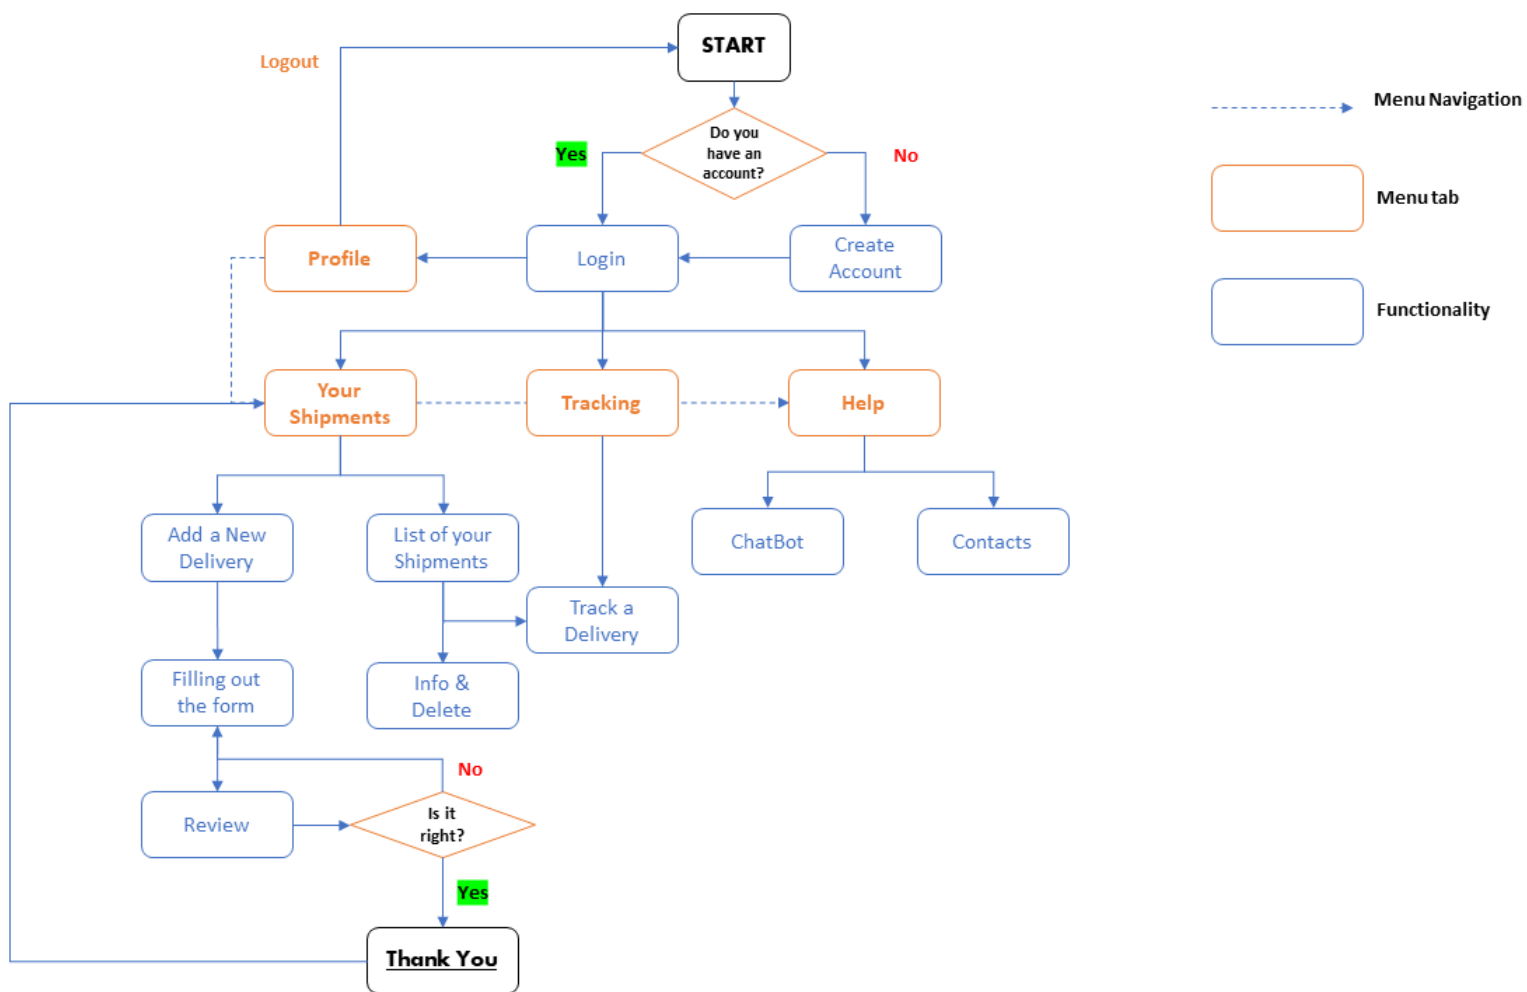 START
Logout
Menu Navigation
Do you
have an
account?
Yes
No
Menu tab
Profile
Login
Create
Account
Functionality
Your
Shipments
Tracking
Help
Add a New
Delivery
List of your
Shipments
ChatBot
Contacts
Track a
Delivery
Filling out
the form
Info &
Delete
No
Review
Is it
right?
Yes
Thank You